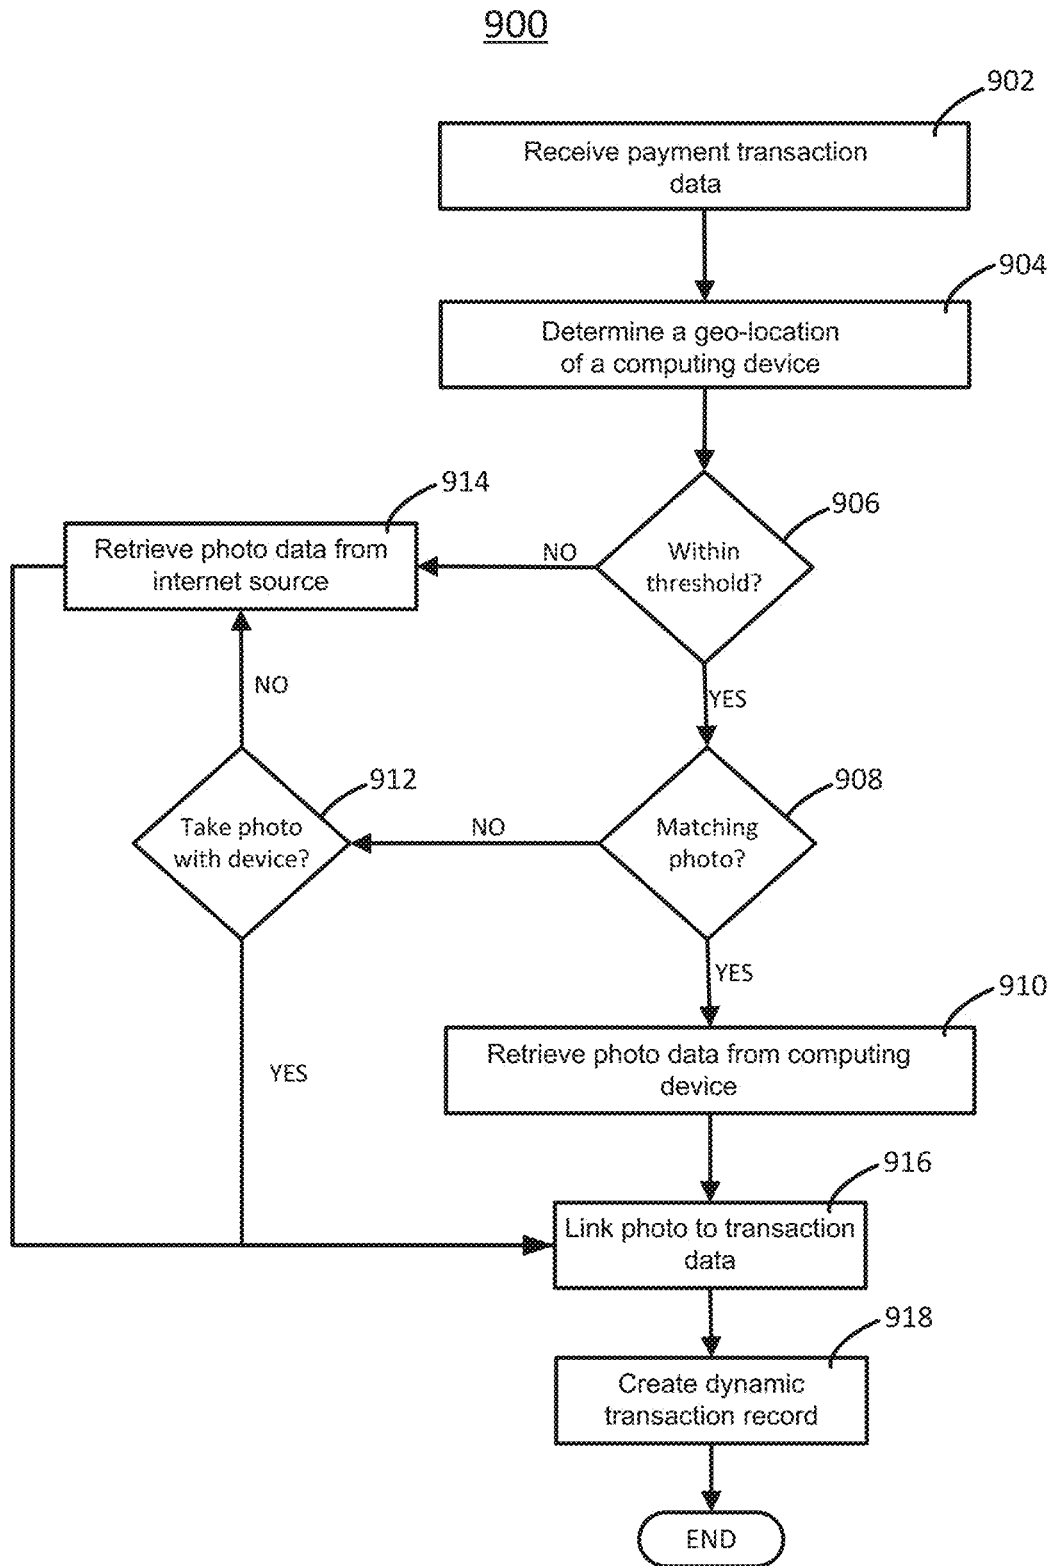 900
902
Receive payment transaction
data
904
Determine a geo-location
of a computing device
914
906
Retrieve photo data from
internet source
NO
Within
threshold?
NO
YES
912
908
Take photo
with device?
NO
Matching
photo?
YES
910
YES
Retrieve photo data from computing
device
916
Link photo to transaction
data
918
Create dynamic
transaction record
END